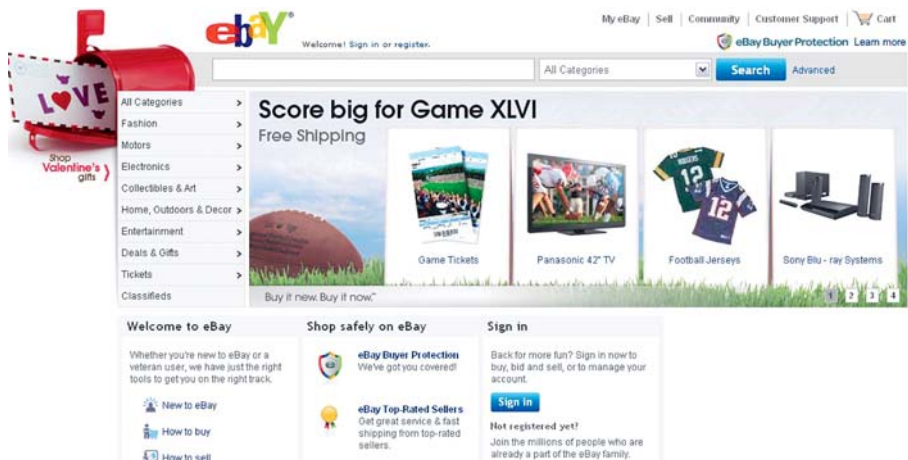 My eBay Sell Community Customer Support Cart
ebaY
Welcome! Sign in or register.
eBay Buyer Protection Learn more
All Categories
Search
Advanced
LOVE
Shop
Valentine's
gifts
All Categories
Fashion
Motors
Electronics
Collectibles & Art
Home, Outdoors & Decor
Entertainment
Deals & Gifts
Tickets
Classifieds
Score big for Game XLVI
Free Shipping
RODGERS
12
12
Game Tickets
Panasonic 42" TV
Football Jerseys
Sony Blu - ray Systems
Buy it new. Buy it now.™
1 2 3 4
Welcome to eBay
Whether you're new to eBay or a
veteran user, we have just the right
tools to get you on the right track.
New to eBay
How to buy
How to sell
Shop safely on eBay
eBay Buyer Protection
We've got you covered!
eBay Top-Rated Sellers
Get great service & fast
shipping from top-rated
sellers.
Sign in
Back for more fun? Sign in now to
buy, bid and sell, or to manage your
account.
Sign in
Not registered yet?
Join the millions of people who are
already a part of the eBay family.